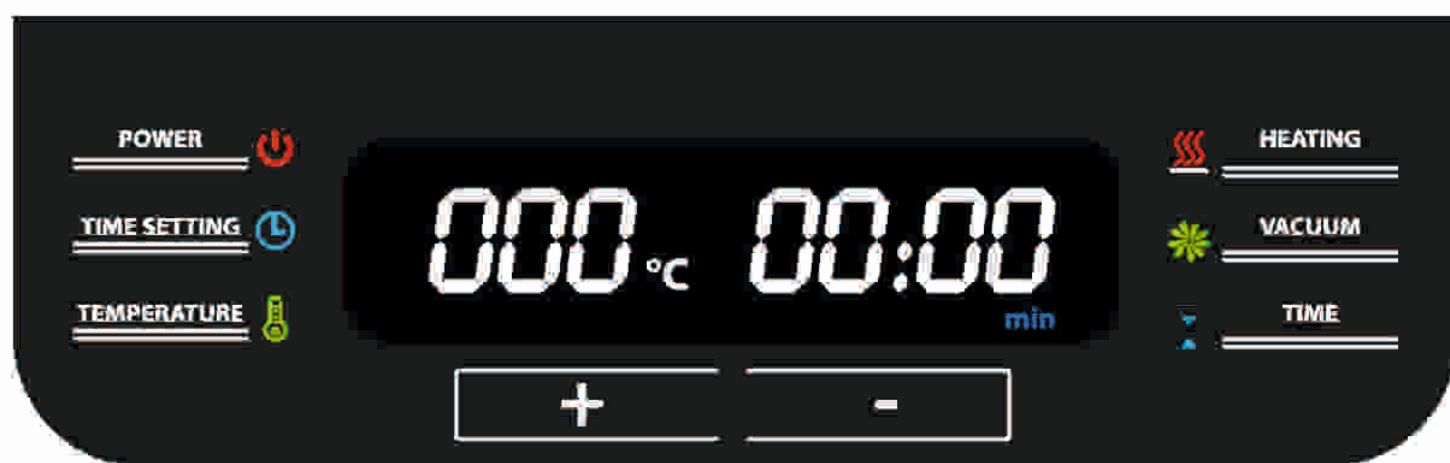 POWER
TIME SETTING
TEMPERATURE
000 °C
00:00
min
+
-
HEATING
VACUUM
TIME